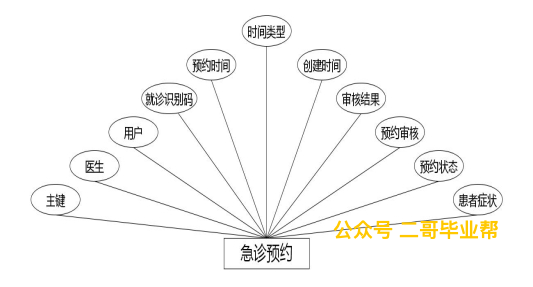 时间类型
预约时间
创建时间
就诊识别码
审核结果
用户
预约审核
医生
预约状态
主键
患者症状
公众号 二哥毕业帮
急诊预约